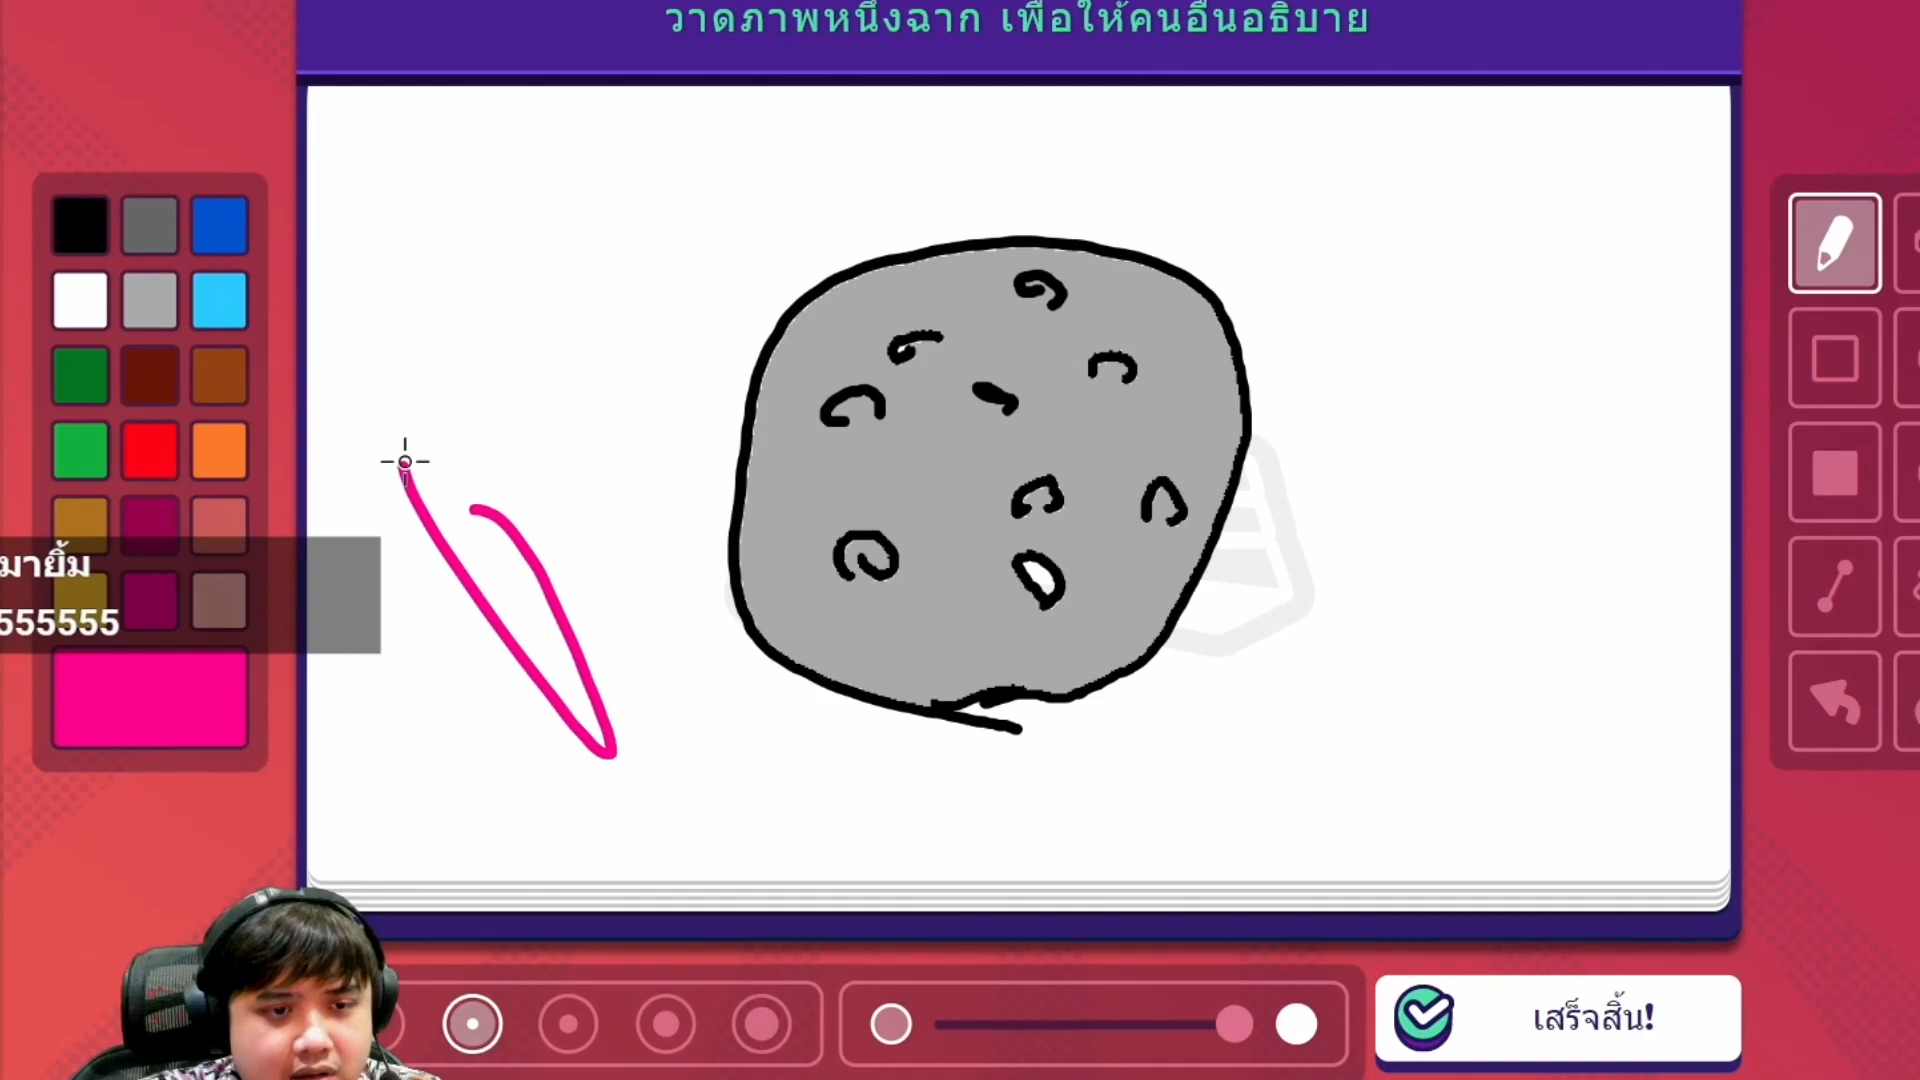 วาดภาพหนึ่งฉาก เพื่อให้คนอื่นอธิบาย
มายิ้ม
555555
เสร็จสิ้น!